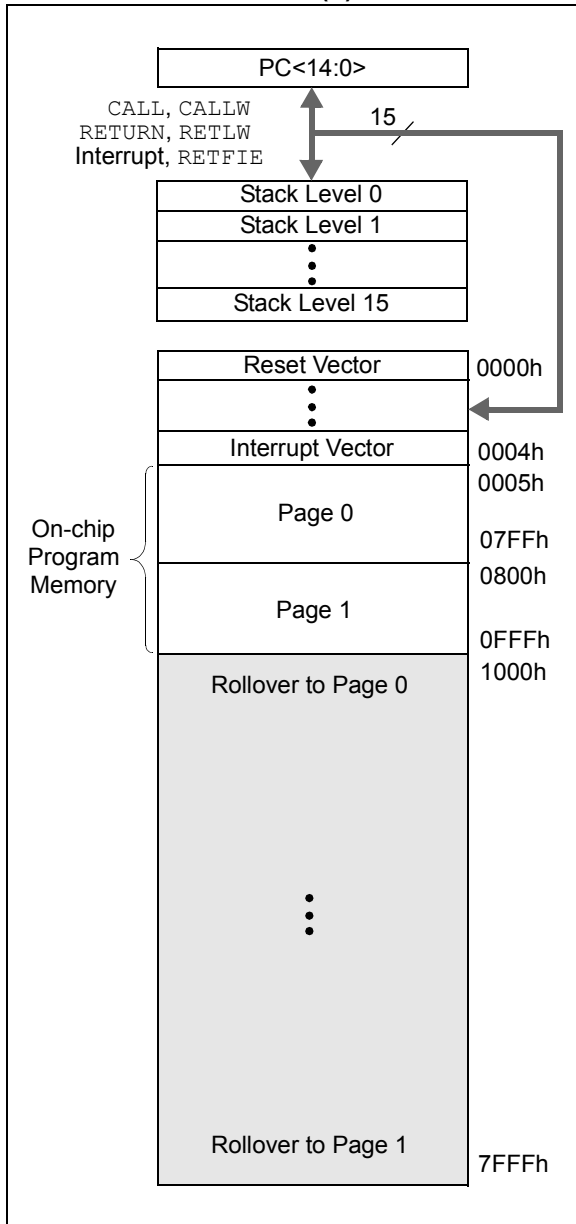 PC<14:0>
CALL, CALLW
RETURN, RETLW
Interrupt, RETFIE
15
Stack Level 0
Stack Level 1
Stack Level 15
Reset Vector
0000h
Interrupt Vector
0004h
0005h
On-chip
Program
Memory
Page 0
07FFh
0800h
Page 1
0FFFh
1000h
Rollover to Page 0
Rollover to Page 1
7FFFh